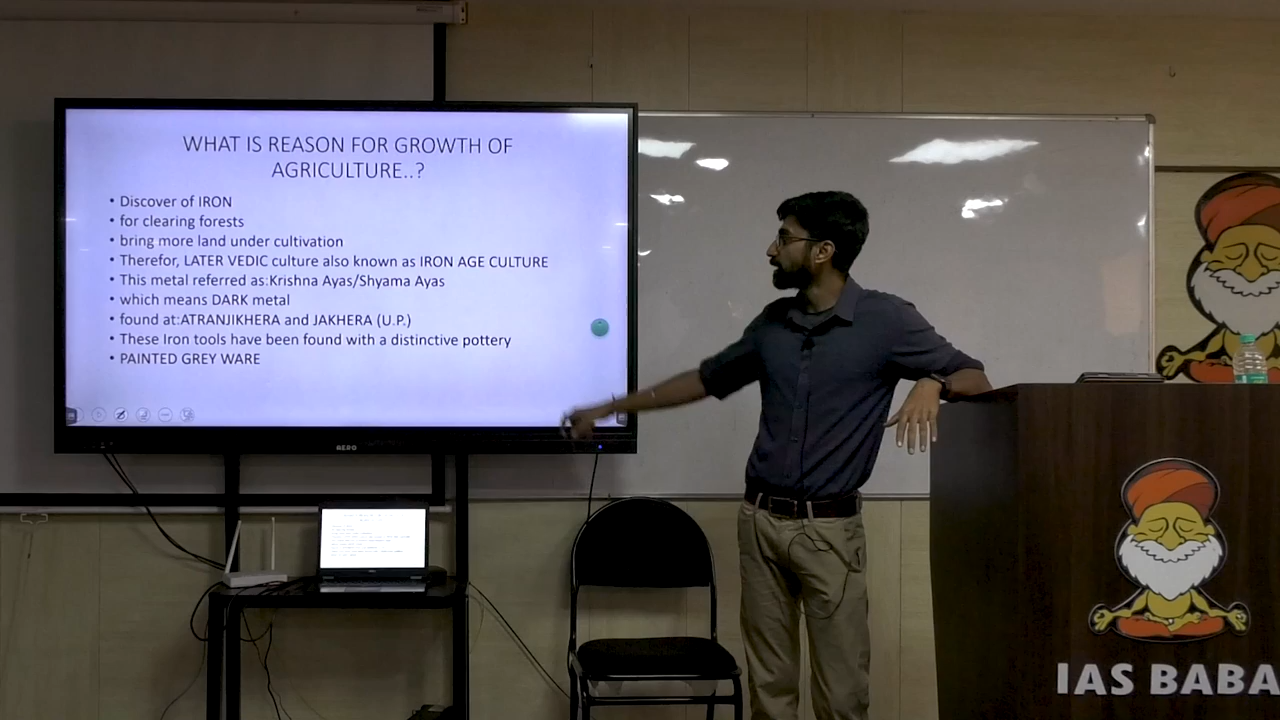 WHAT IS REASON FOR GROWTH OF
AGRICULTURE..?
• Discover of IRON
• for clearing forests
• bring more land under cultivation
• Therefor, LATER VEDIC culture also known as IRON AGE CULTURE
• This metal referred as:Krishna Ayas/Shyama Ayas
• which means DARK metal
• found at:ATRANJIKHERA and JAKHERA (U.P.)
• These Iron tools have been found with a distinctive pottery
• PAINTED GREY WARE
AERO
IAS BABA